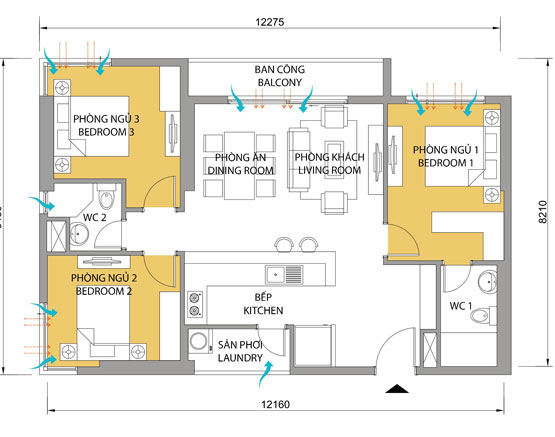 12275
BAN CÔNG
BALCONY
PHÒNG NGỦ 3
BEDROOM 3
PHÒNG ĂN
DINING ROOM
PHÒNG KHÁCH
LIVING ROOM
PHÒNG NGỦ 1
BEDROOM 1
8210
WC 2
PHÒNG NGỦ 2
BEDROOM 2
BẾP
KITCHEN
WC 1
SÂN PHƠI
LAUNDRY
12160